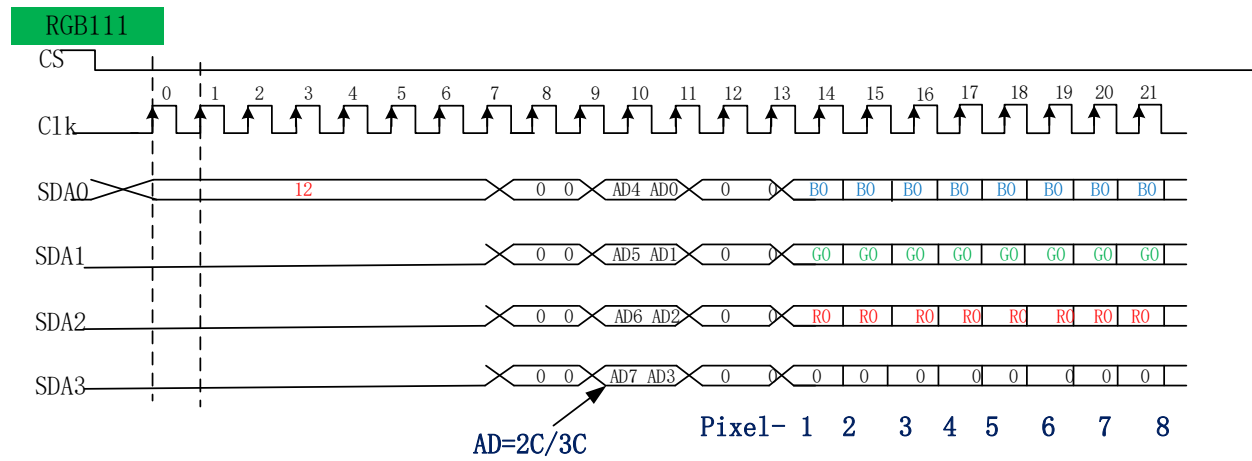 RGB111
CS
0 1 2 3 4 5 6 7 8 9 10 11 12 13 14 15 16 17 18 19 20 21
Clk
SDA0 12 0 0 AD4 AD0 0 0 B0 B0 B0 B0 B0 B0 B0 B0
SDA1 0 0 AD5 AD1 0 0 G0 G0 G0 G0 G0 G0 G0 G0
SDA2 0 0 AD6 AD2 0 0 R0 R0 R0 R0 R0 R0 R0 R0
SDA3 0 0 AD7 AD3 0 0 0 0 0 0 0 0 0 0
Pixel- 1 2 3 4 5 6 7 8
AD=2C/3C